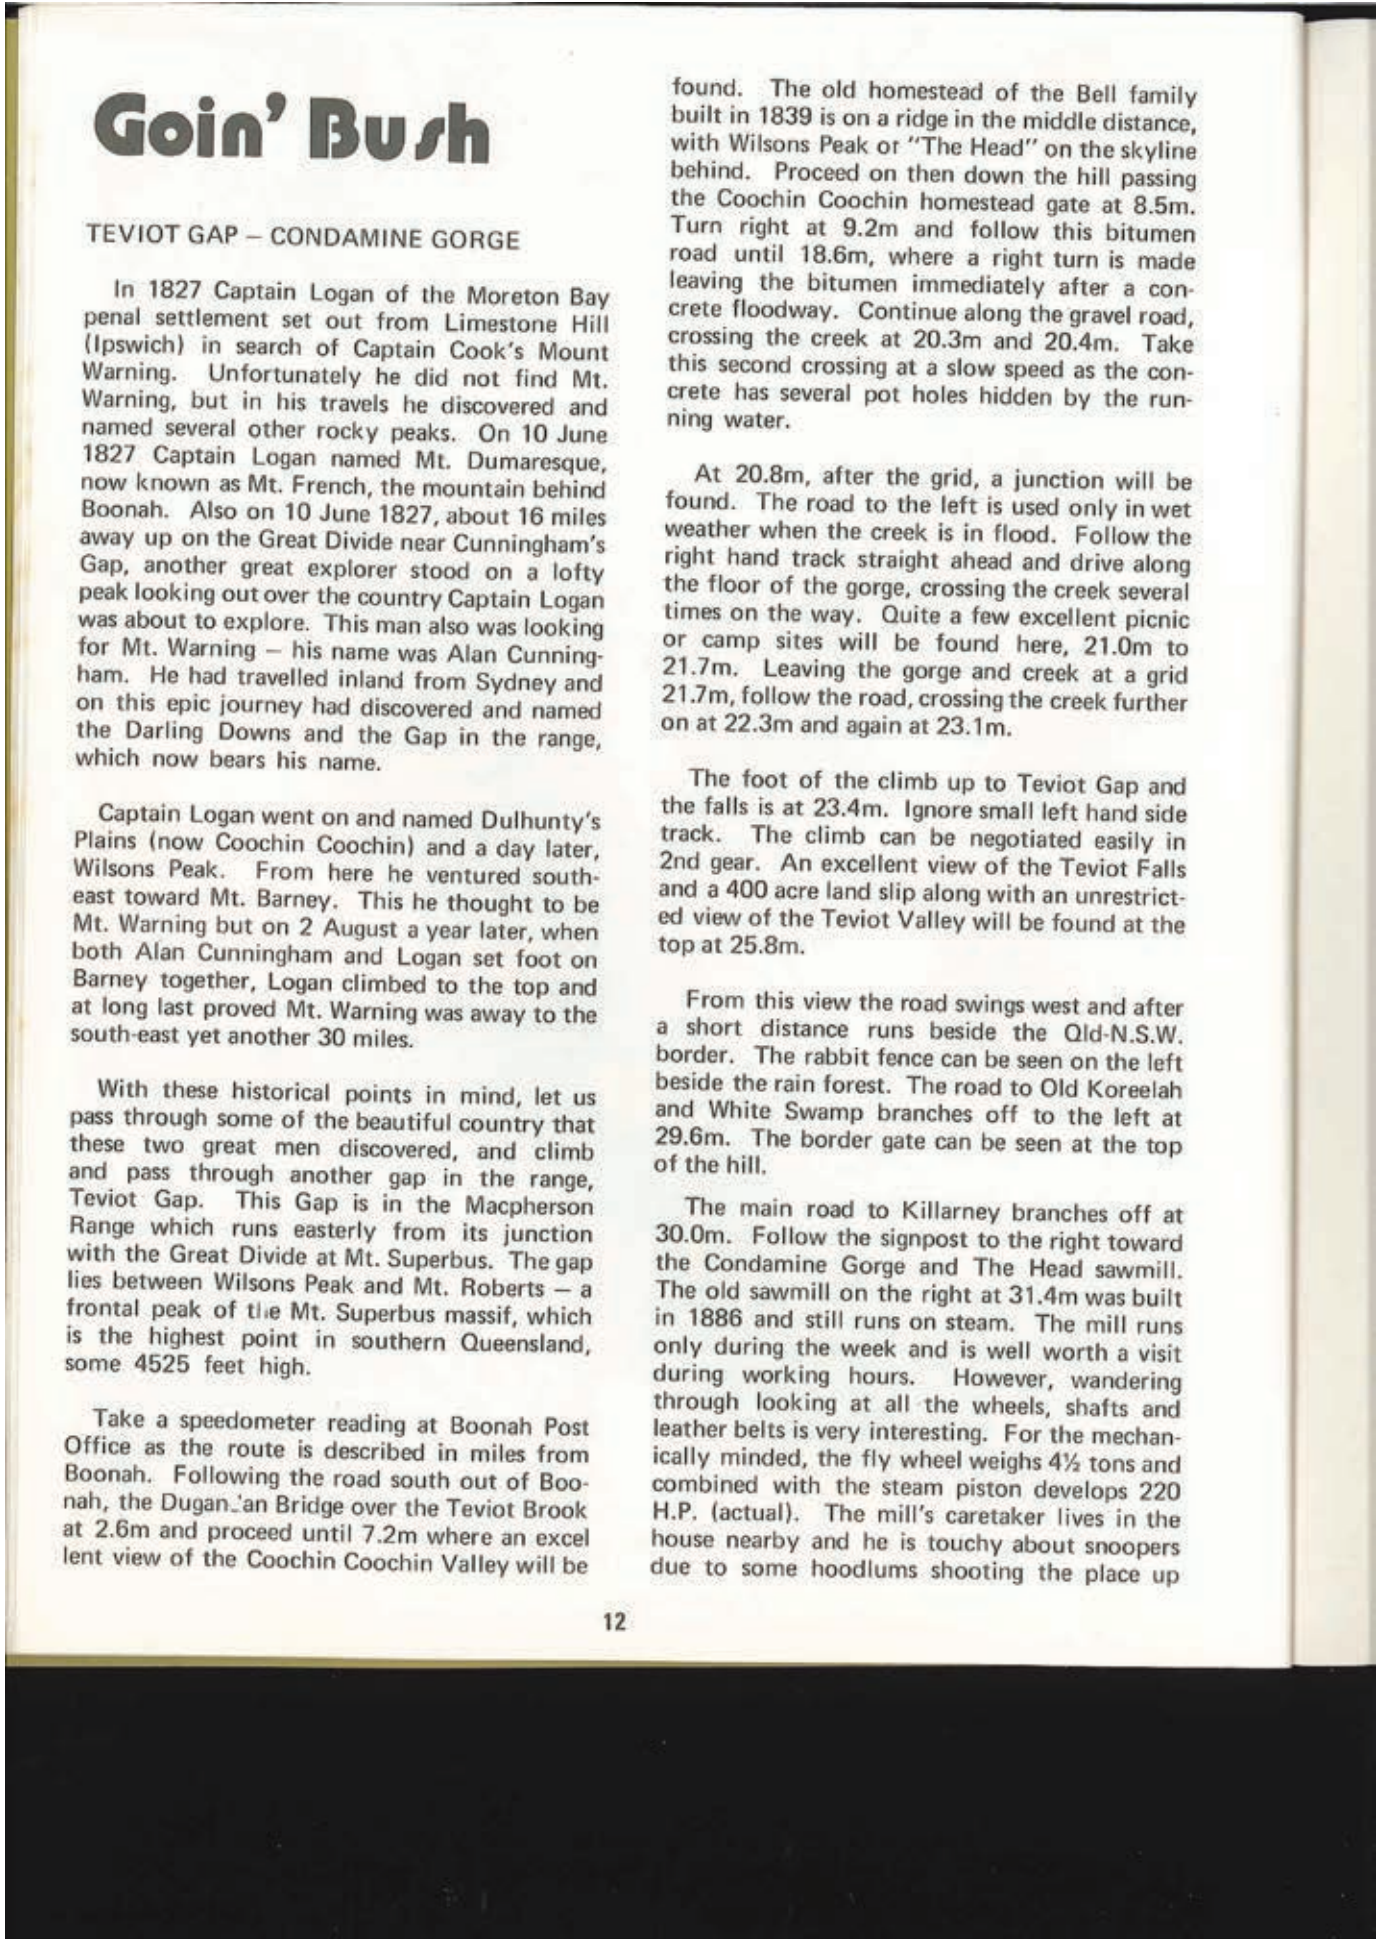 Goin' Bush
TEVIOT GAP – CONDAMINE GORGE
In 1827 Captain Logan of the Moreton Bay
penal settlement set out from Limestone Hill
(Ipswich) in search of Captain Cook's Mount
Warning. Unfortunately he did not find Mt.
Warning, but in his travels he discovered and
named several other rocky peaks. On 10 June
1827 Captain Logan named Mt. Dumaresque,
now known as Mt. French, the mountain behind
Boonah. Also on 10 June 1827, about 16 miles
away up on the Great Divide near Cunningham's
Gap, another great explorer stood on a lofty
peak looking out over the country Captain Logan
was about to explore. This man also was looking
for Mt. Warning – his name was Alan Cunning-
ham. He had travelled inland from Sydney and
on this epic journey had discovered and named
the Darling Downs and the Gap in the range,
which now bears his name.
Captain Logan went on and named Dulhunty's
Plains (now Coochin Coochin) and a day later,
Wilsons Peak. From here he ventured south-
east toward Mt. Barney. This he thought to be
Mt. Warning but on 2 August a year later, when
both Alan Cunningham and Logan set foot on
Barney together, Logan climbed to the top and
at long last proved Mt. Warning was away to the
south-east yet another 30 miles.
With these historical points in mind, let us
pass through some of the beautiful country that
these two great men discovered, and climb
and pass through another gap in the range,
Teviot Gap. This Gap is in the Macpherson
Range which runs easterly from its junction
with the Great Divide at Mt. Superbus. The gap
lies between Wilsons Peak and Mt. Roberts – a
frontal peak of the Mt. Superbus massif, which
is the highest point in southern Queensland,
some 4525 feet high.
Take a speedometer reading at Boonah Post
Office as the route is described in miles from
Boonah. Following the road south out of Boo-
nah, the Dugandan Bridge over the Teviot Brook
at 2.6m and proceed until 7.2m where an excel
lent view of the Coochin Coochin Valley will be
found. The old homestead of the Bell family
built in 1839 is on a ridge in the middle distance,
with Wilsons Peak or "The Head" on the skyline
behind. Proceed on then down the hill passing
the Coochin Coochin homestead gate at 8.5m.
Turn right at 9.2m and follow this bitumen
road until 18.6m, where a right turn is made
leaving the bitumen immediately after a con-
crete floodway. Continue along the gravel road,
crossing the creek at 20.3m and 20.4m. Take
this second crossing at a slow speed as the con-
crete has several pot holes hidden by the run-
ning water.
At 20.8m, after the grid, a junction will be
found. The road to the left is used only in wet
weather when the creek is in flood. Follow the
right hand track straight ahead and drive along
the floor of the gorge, crossing the creek several
times on the way. Quite a few excellent picnic
or camp sites will be found here, 21.0m to
21.7m. Leaving the gorge and creek at a grid
21.7m, follow the road, crossing the creek further
on at 22.3m and again at 23.1m.
The foot of the climb up to Teviot Gap and
the falls is at 23.4m. Ignore small left hand side
track. The climb can be negotiated easily in
2nd gear. An excellent view of the Teviot Falls
and a 400 acre land slip along with an unrestrict-
ed view of the Teviot Valley will be found at the
top at 25.8m.
From this view the road swings west and after
a short distance runs beside the Qld-N.S.W.
border. The rabbit fence can be seen on the left
beside the rain forest. The road to Old Koreelah
and White Swamp branches off to the left at
29.6m. The border gate can be seen at the top
of the hill.
The main road to Killarney branches off at
30.0m. Follow the signpost to the right toward
the Condamine Gorge and The Head sawmill.
The old sawmill on the right at 31.4m was built
in 1886 and still runs on steam. The mill runs
only during the week and is well worth a visit
during working hours. However, wandering
through looking at all the wheels, shafts and
leather belts is very interesting. For the mechan-
ically minded, the fly wheel weighs 4½ tons and
combined with the steam piston develops 220
H.P. (actual). The mill's caretaker lives in the
house nearby and he is touchy about snoopers
due to some hoodlums shooting the place up
12